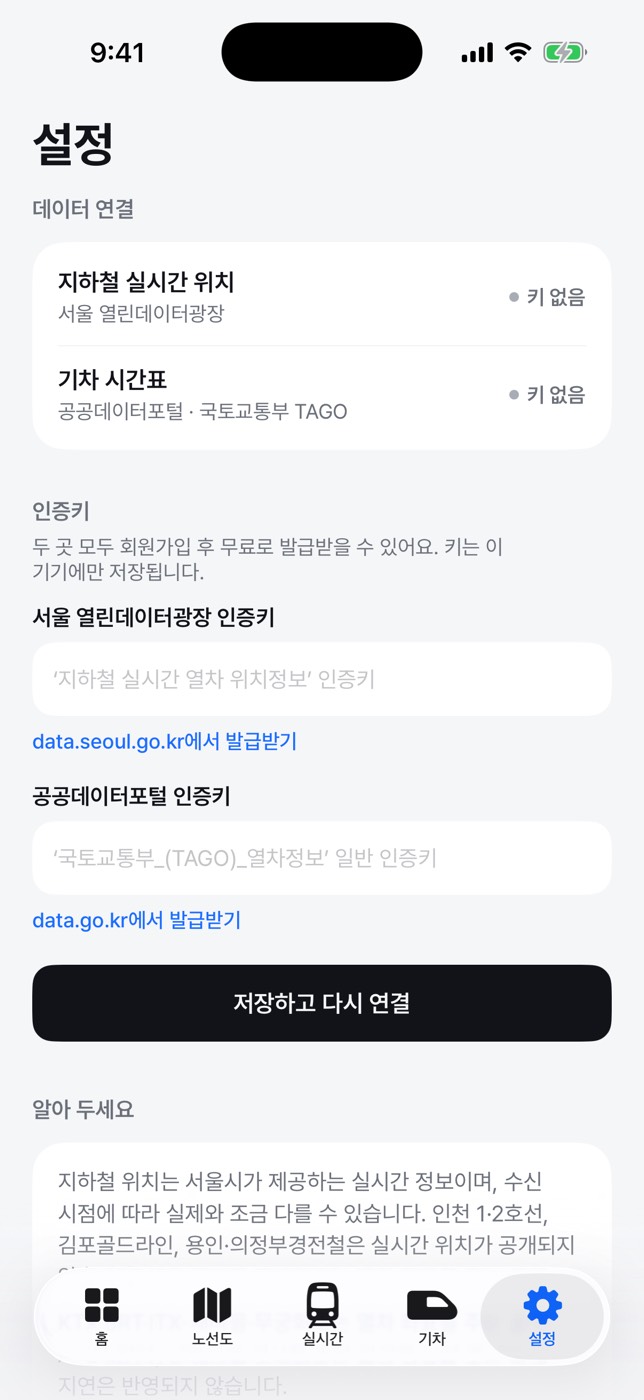 9:41
설정
데이터 연결
지하철 실시간 위치
서울 열린데이터광장
키 없음
기차 시간표
공공데이터포털 · 국토교통부 TAGO
키 없음
인증키
두 곳 모두 회원가입 후 무료로 발급받을 수 있어요. 키는 이
기기에만 저장됩니다.
서울 열린데이터광장 인증키
‘지하철 실시간 열차 위치정보’ 인증키
data.seoul.go.kr에서 발급받기
공공데이터포털 인증키
‘국토교통부_(TAGO)_열차정보’ 일반 인증키
data.go.kr에서 발급받기
저장하고 다시 연결
알아 두세요
지하철 위치는 서울시가 제공하는 실시간 정보이며, 수신
시점에 따라 실제와 조금 다를 수 있습니다. 인천 1·2호선,
김포골드라인, 용인·의정부경전철은 실시간 위치가 공개되지
홈
노선도
실시간
기차
설정
지연은 반영되지 않습니다.